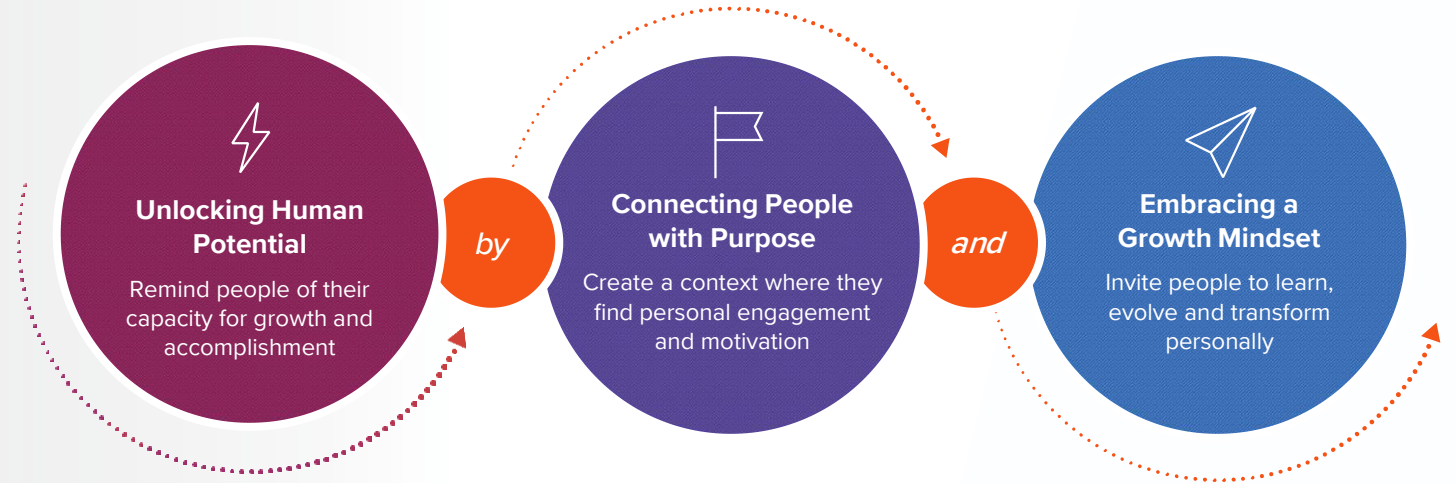 Unlocking Human
Potential
Remind people of their
capacity for growth and
accomplishment
by
Connecting People
with Purpose
Create a context where they
find personal engagement
and motivation
and
Embracing a
Growth Mindset
Invite people to learn,
evolve and transform
personally